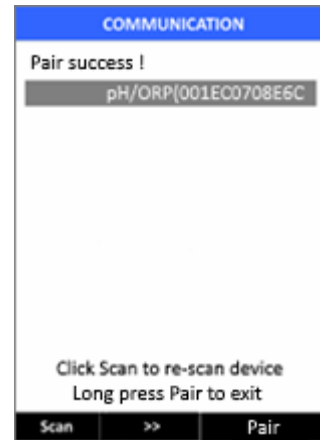 COMMUNICATION
Pair success !
pH/ORP(001EC0708E6C
Click Scan to re-scan device
Long press Pair to exit
Scan >> Pair